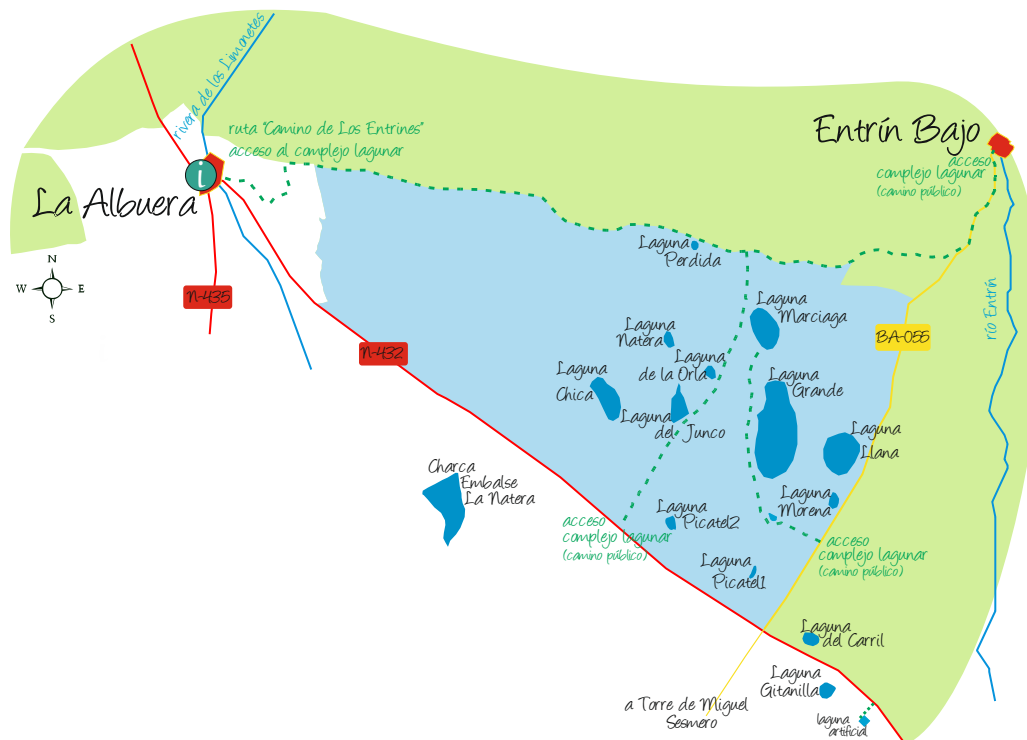 rivera de los Limonetes
ruta "Camino de Los Entrines"
acceso al complejo lagunar
Entrín Bajo
acceso
complejo lagunar
(camino público)
La Albuera
i
N
W E
S
N-435
N-432
BA-055
río Entrín
Laguna
Perdida
Laguna
Marciaga
Laguna
Natera
Laguna
de la Orla
Laguna
Chica
Laguna
Grande
Laguna
del Junco
Laguna
Llana
Charca
Embalse
La Natera
Laguna
Morena
Laguna
Picatel2
acceso
complejo lagunar
(camino público)
acceso
complejo lagunar
(camino público)
Laguna
Picatel1
Laguna
del Carril
Laguna
Gitanilla
a Torre de Miguel
Sesmero
laguna
artificial